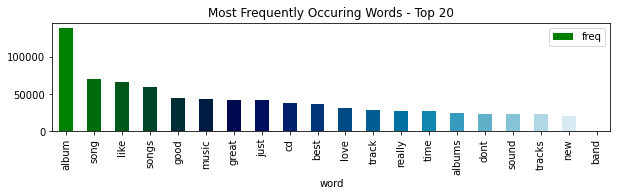 Most Frequently Occuring Words - Top 20
freq
100000
50000
0
album song like songs good music great just cd best love track really time albums dont sound tracks new band
word